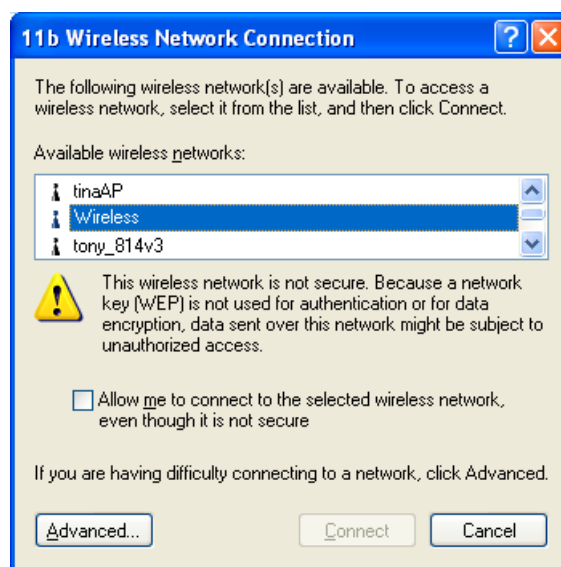 11b Wireless Network Connection
The following wireless network(s) are available. To access a
wireless network, select it from the list, and then click Connect.
Available wireless networks:
tinaAP
Wireless
tony_814v3
This wireless network is not secure. Because a network
key (WEP) is not used for authentication or for data
encryption, data sent over this network might be subject to
unauthorized access.
Allow me to connect to the selected wireless network,
even though it is not secure
If you are having difficulty connecting to a network, click Advanced.
Advanced... Connect Cancel